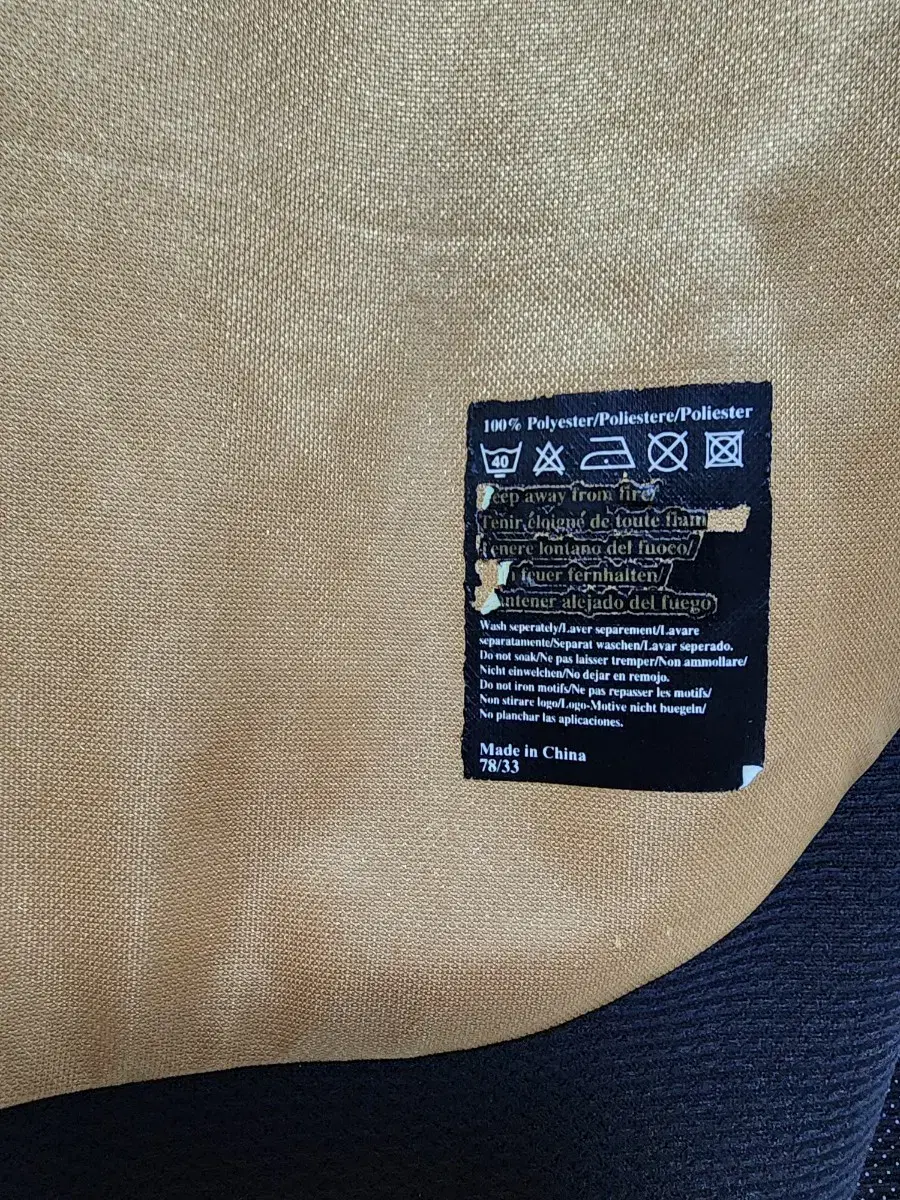 100% Polyester/Poliestere/Poliester
40
eep away from fire/
Tenir éloigné de toute flam
enere lontano del fuoco/
feuer fernhalten/
antener alejado del fuego
Wash seperately/Laver separement/Lavare
separatamente/Separat waschen/Lavar seperado.
Do not soak/Ne pas laisser tremper/Non ammollare/
Nicht einwelchen/No dejar en remojo.
Do not iron motifs/Ne pas repasser les motifs/
Non stirare logo/Logo-Motive nicht buegeln/
No planchar las aplicaciones.
Made in China
78/33